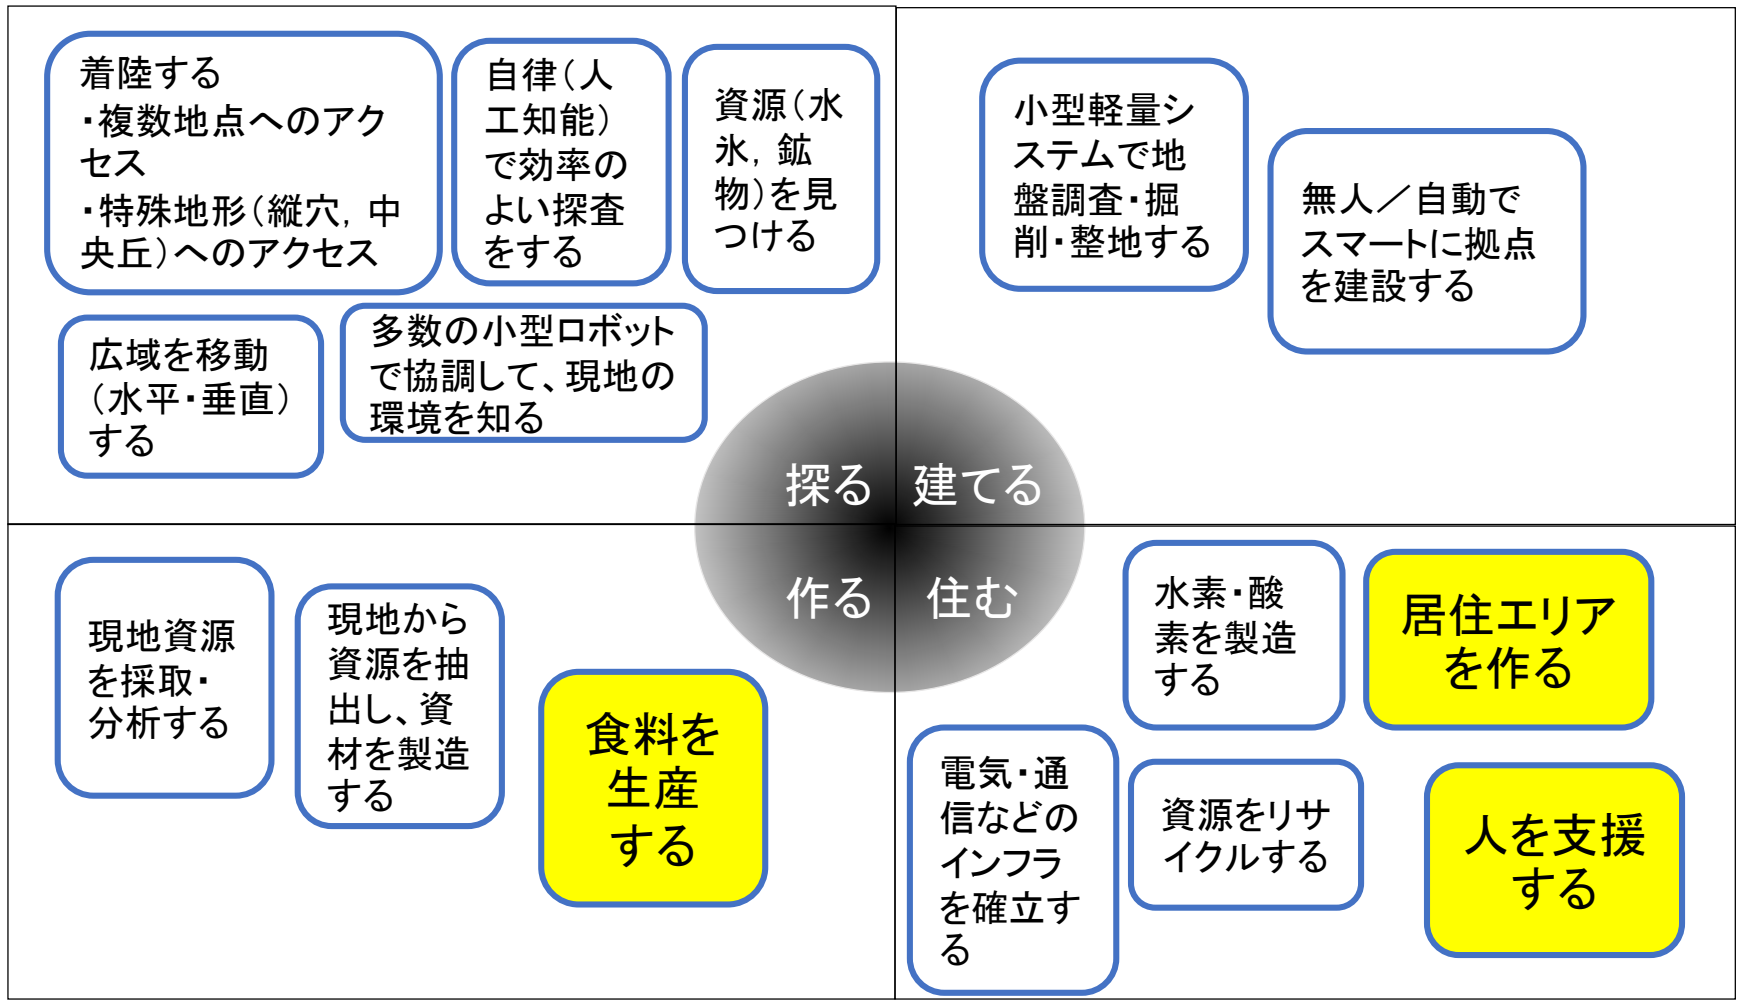 着陸する
・複数地点へのアク
セス
・特殊地形(縦穴, 中
央丘)へのアクセス
自律(人
工知能)
で効率の
よい探査
をする
資源(水
氷, 鉱
物)を見
つける
広域を移動
(水平・垂直)
する
多数の小型ロボット
で協調して、現地の
環境を知る
小型軽量シ
ステムで地
盤調査・掘
削・整地する
無人／自動で
スマートに拠点
を建設する
探る
建てる
作る
住む
現地資源
を採取・
分析する
現地から
資源を抽
出し、資
材を製造
する
食料を
生産
する
水素・酸
素を製造
する
居住エリア
を作る
電気・通
信などの
インフラ
を確立す
る
資源をリサ
イクルする
人を支援
する